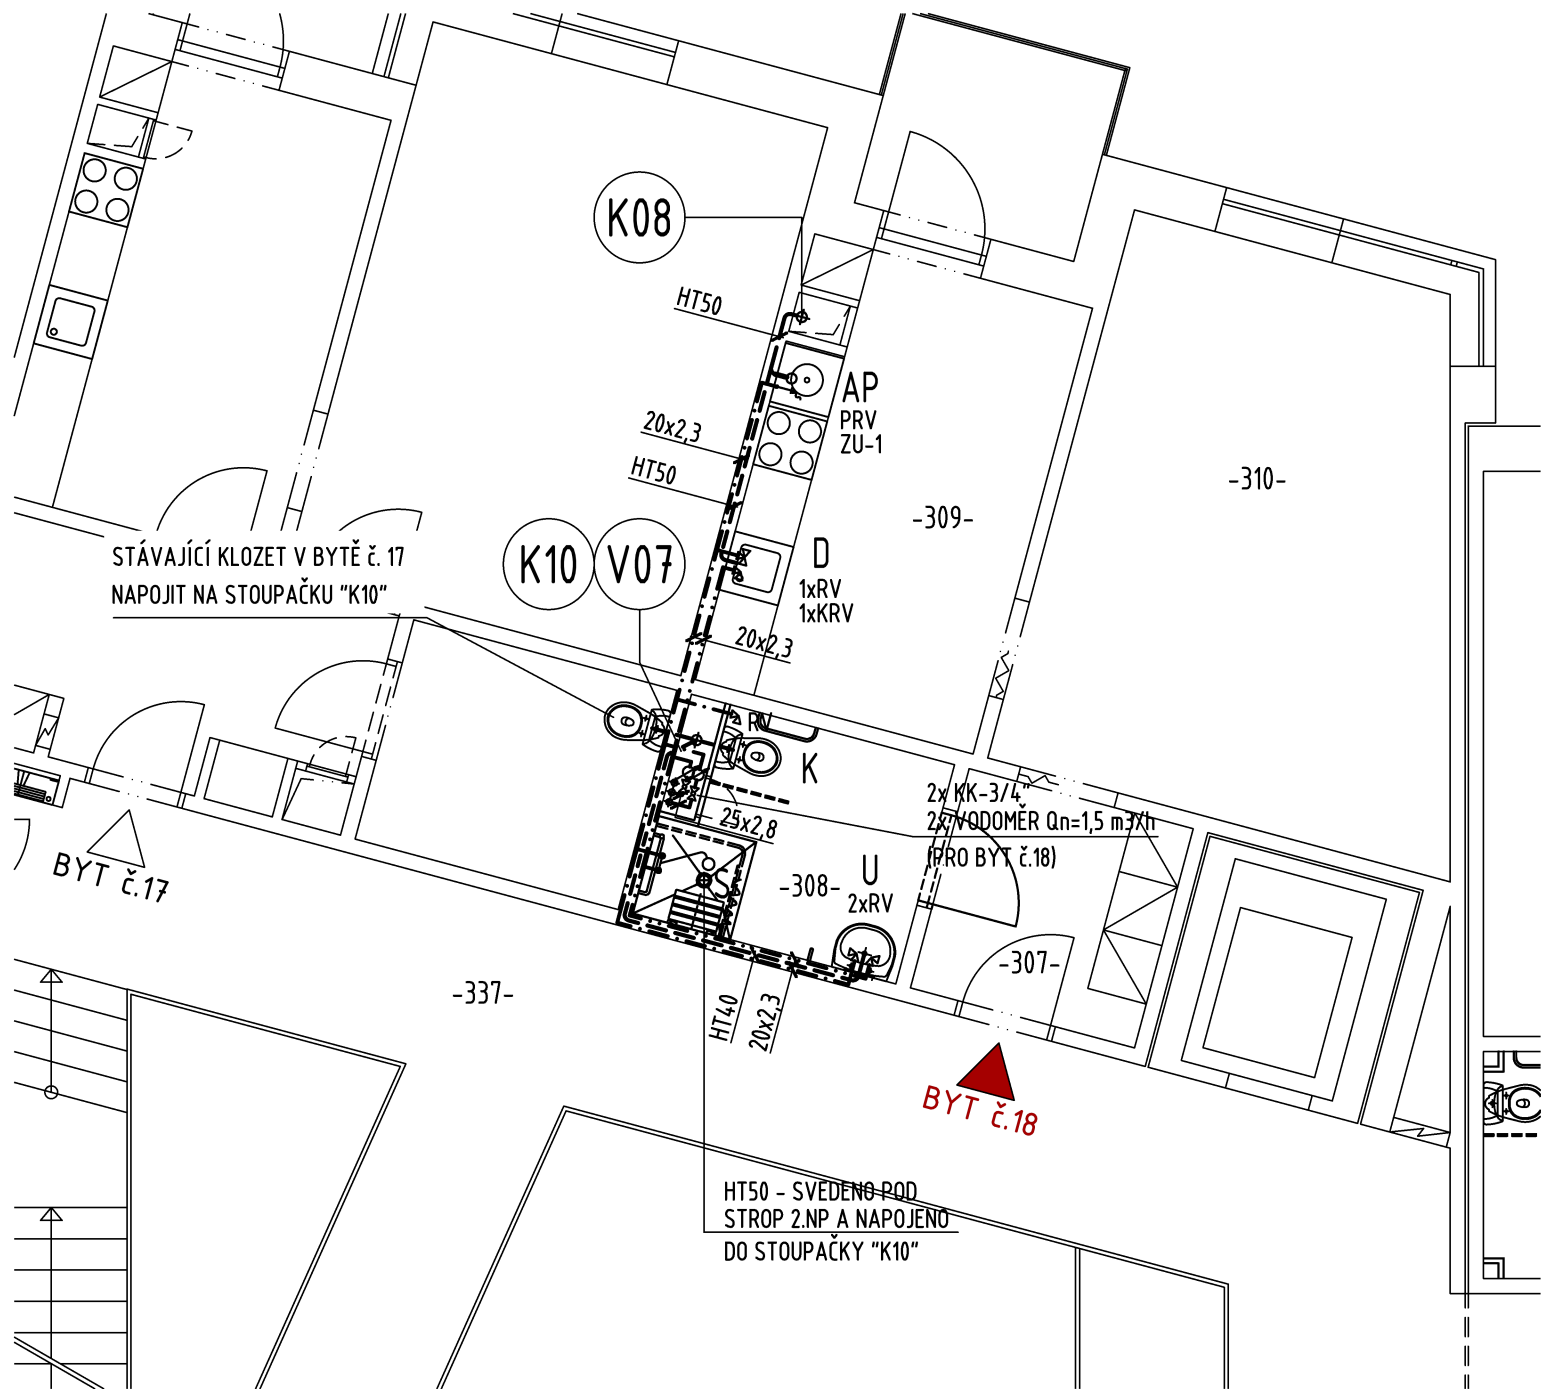 K08
HT50
AP
PRV
ZU-1
20x2,3
HT50
-310-
-309-
STÁVAJÍCÍ KLOZET V BYTĚ č. 17
NAPOJIT NA STOUPAČKU "K10"
K10
V07
D
1xRV
1xKRV
20x2,3
RV
K
2x KK-3/4"
2x VODOMĚR Qn=1,5 m3/h
(PRO BYT č.18)
25x2,8
BYT č.17
S
-308-
U
2xRV
-307-
-337-
HT40
20x2,3
BYT č.18
HT50 - SVEDENO POD
STROP 2.NP A NAPOJENO
DO STOUPAČKY "K10"